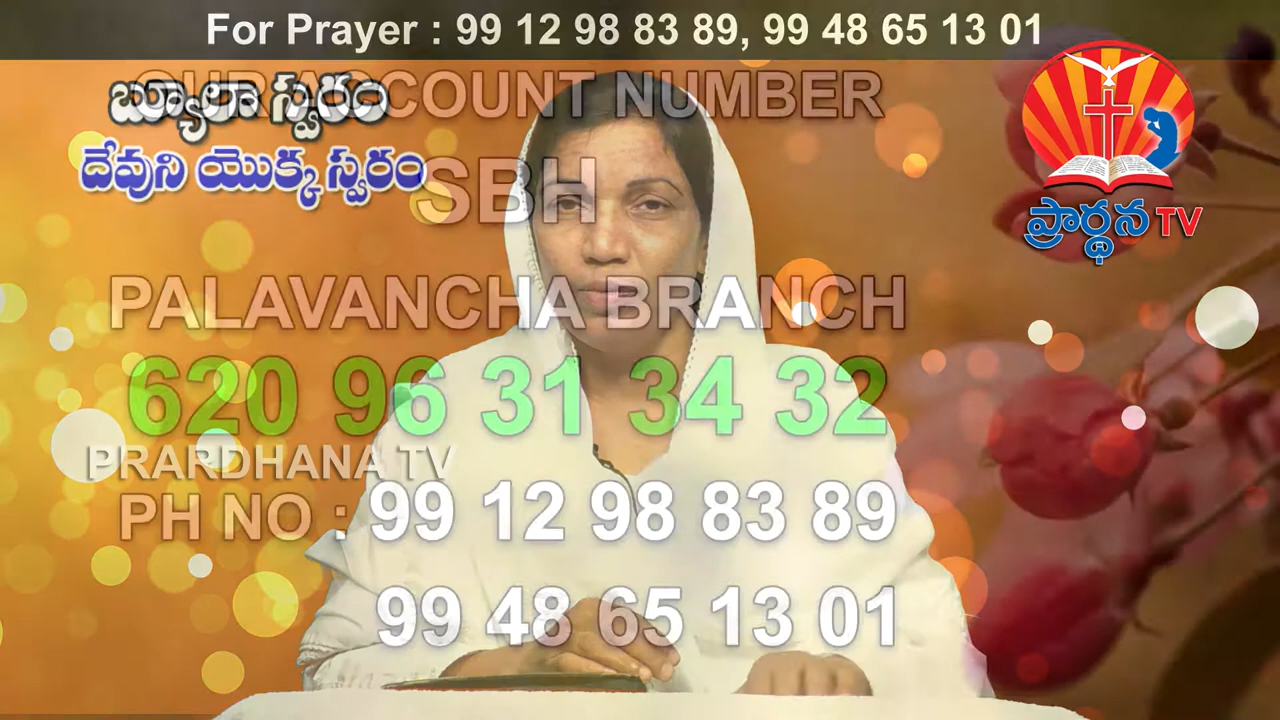 For Prayer : 99 12 98 83 89, 99 48 65 13 01
OUR ACCOUNT NUMBER
బ్యూలా స్వరం
దేవుని యొక్క స్వరం
SBH
ప్రార్థన TV
PALAVANCHA BRANCH
620 96 31 34 32
PRARDHANA TV
PH NO : 99 12 98 83 89
99 48 65 13 01